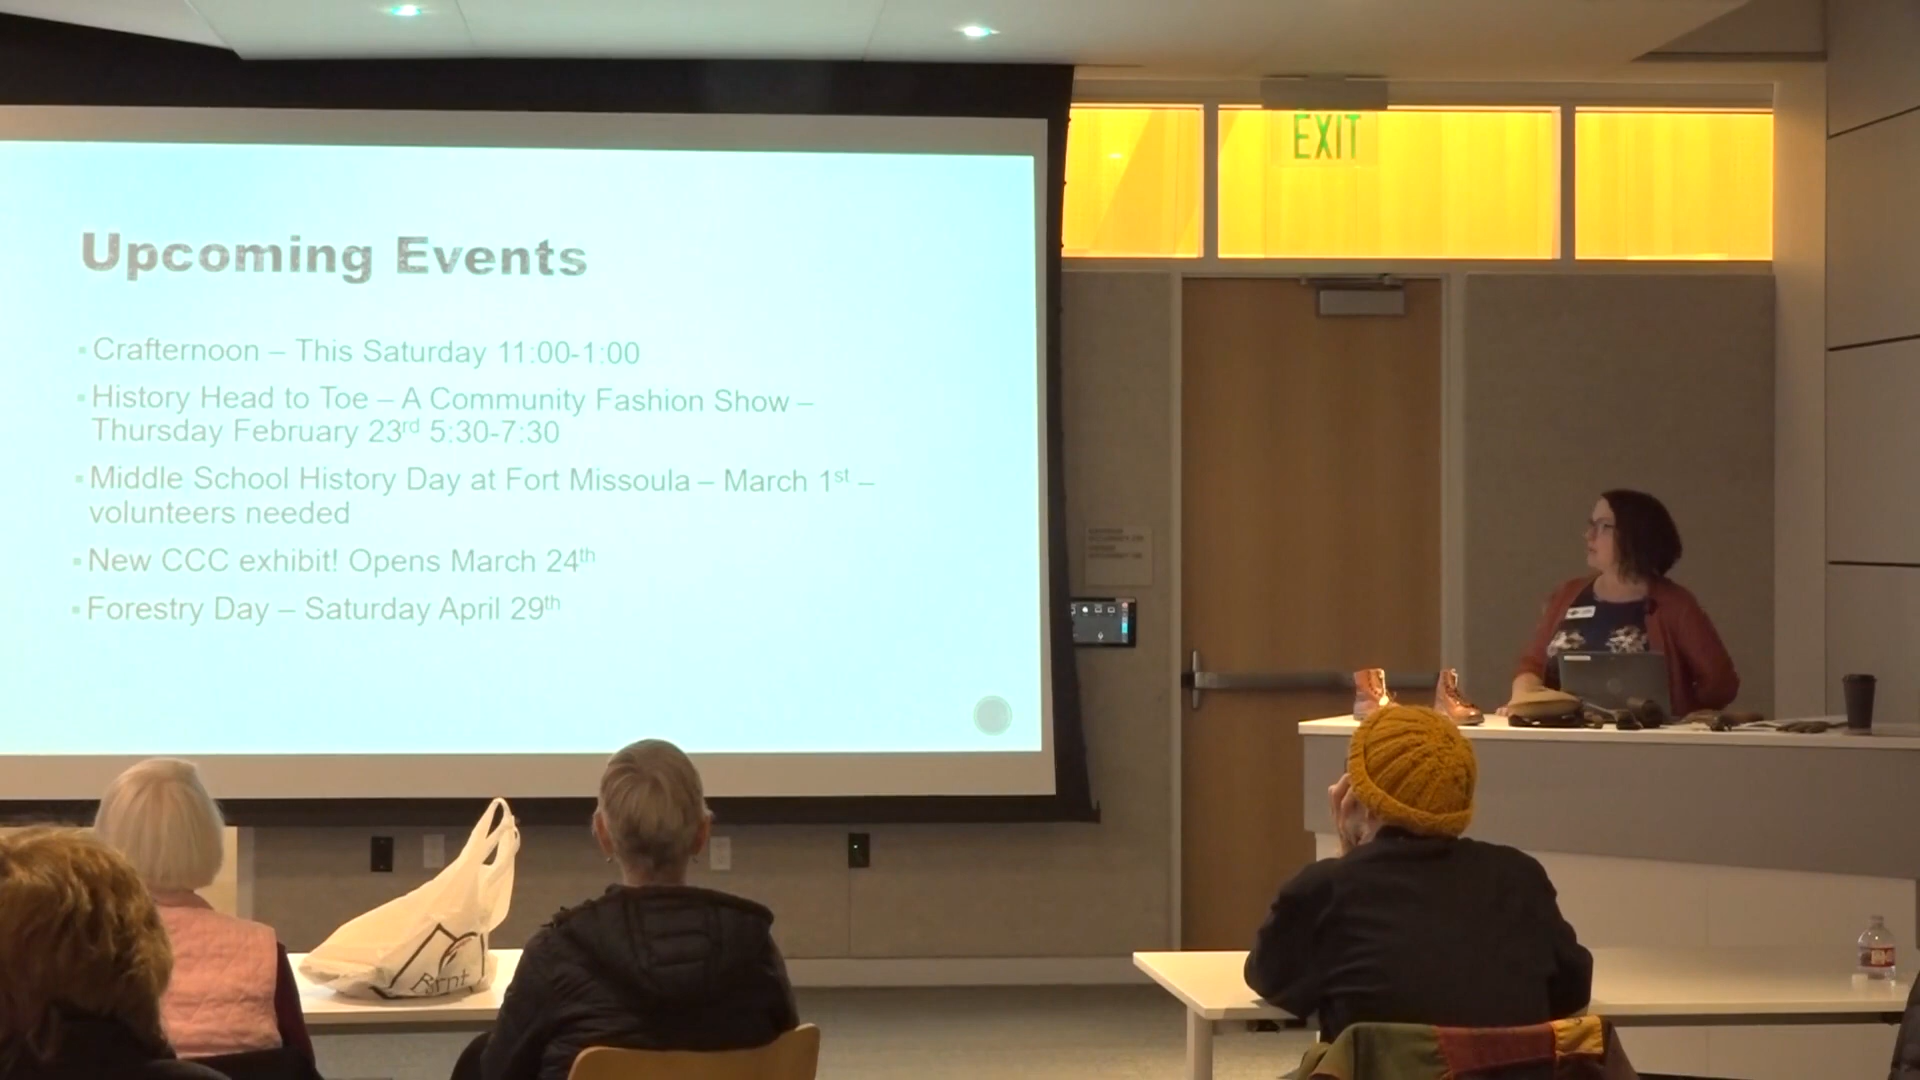 EXIT
Upcoming Events
Crafternoon – This Saturday 11:00-1:00
History Head to Toe – A Community Fashion Show –
Thursday February 23rd 5:30-7:30
Middle School History Day at Fort Missoula – March 1st –
volunteers needed
New CCC exhibit! Opens March 24th
Forestry Day – Saturday April 29th